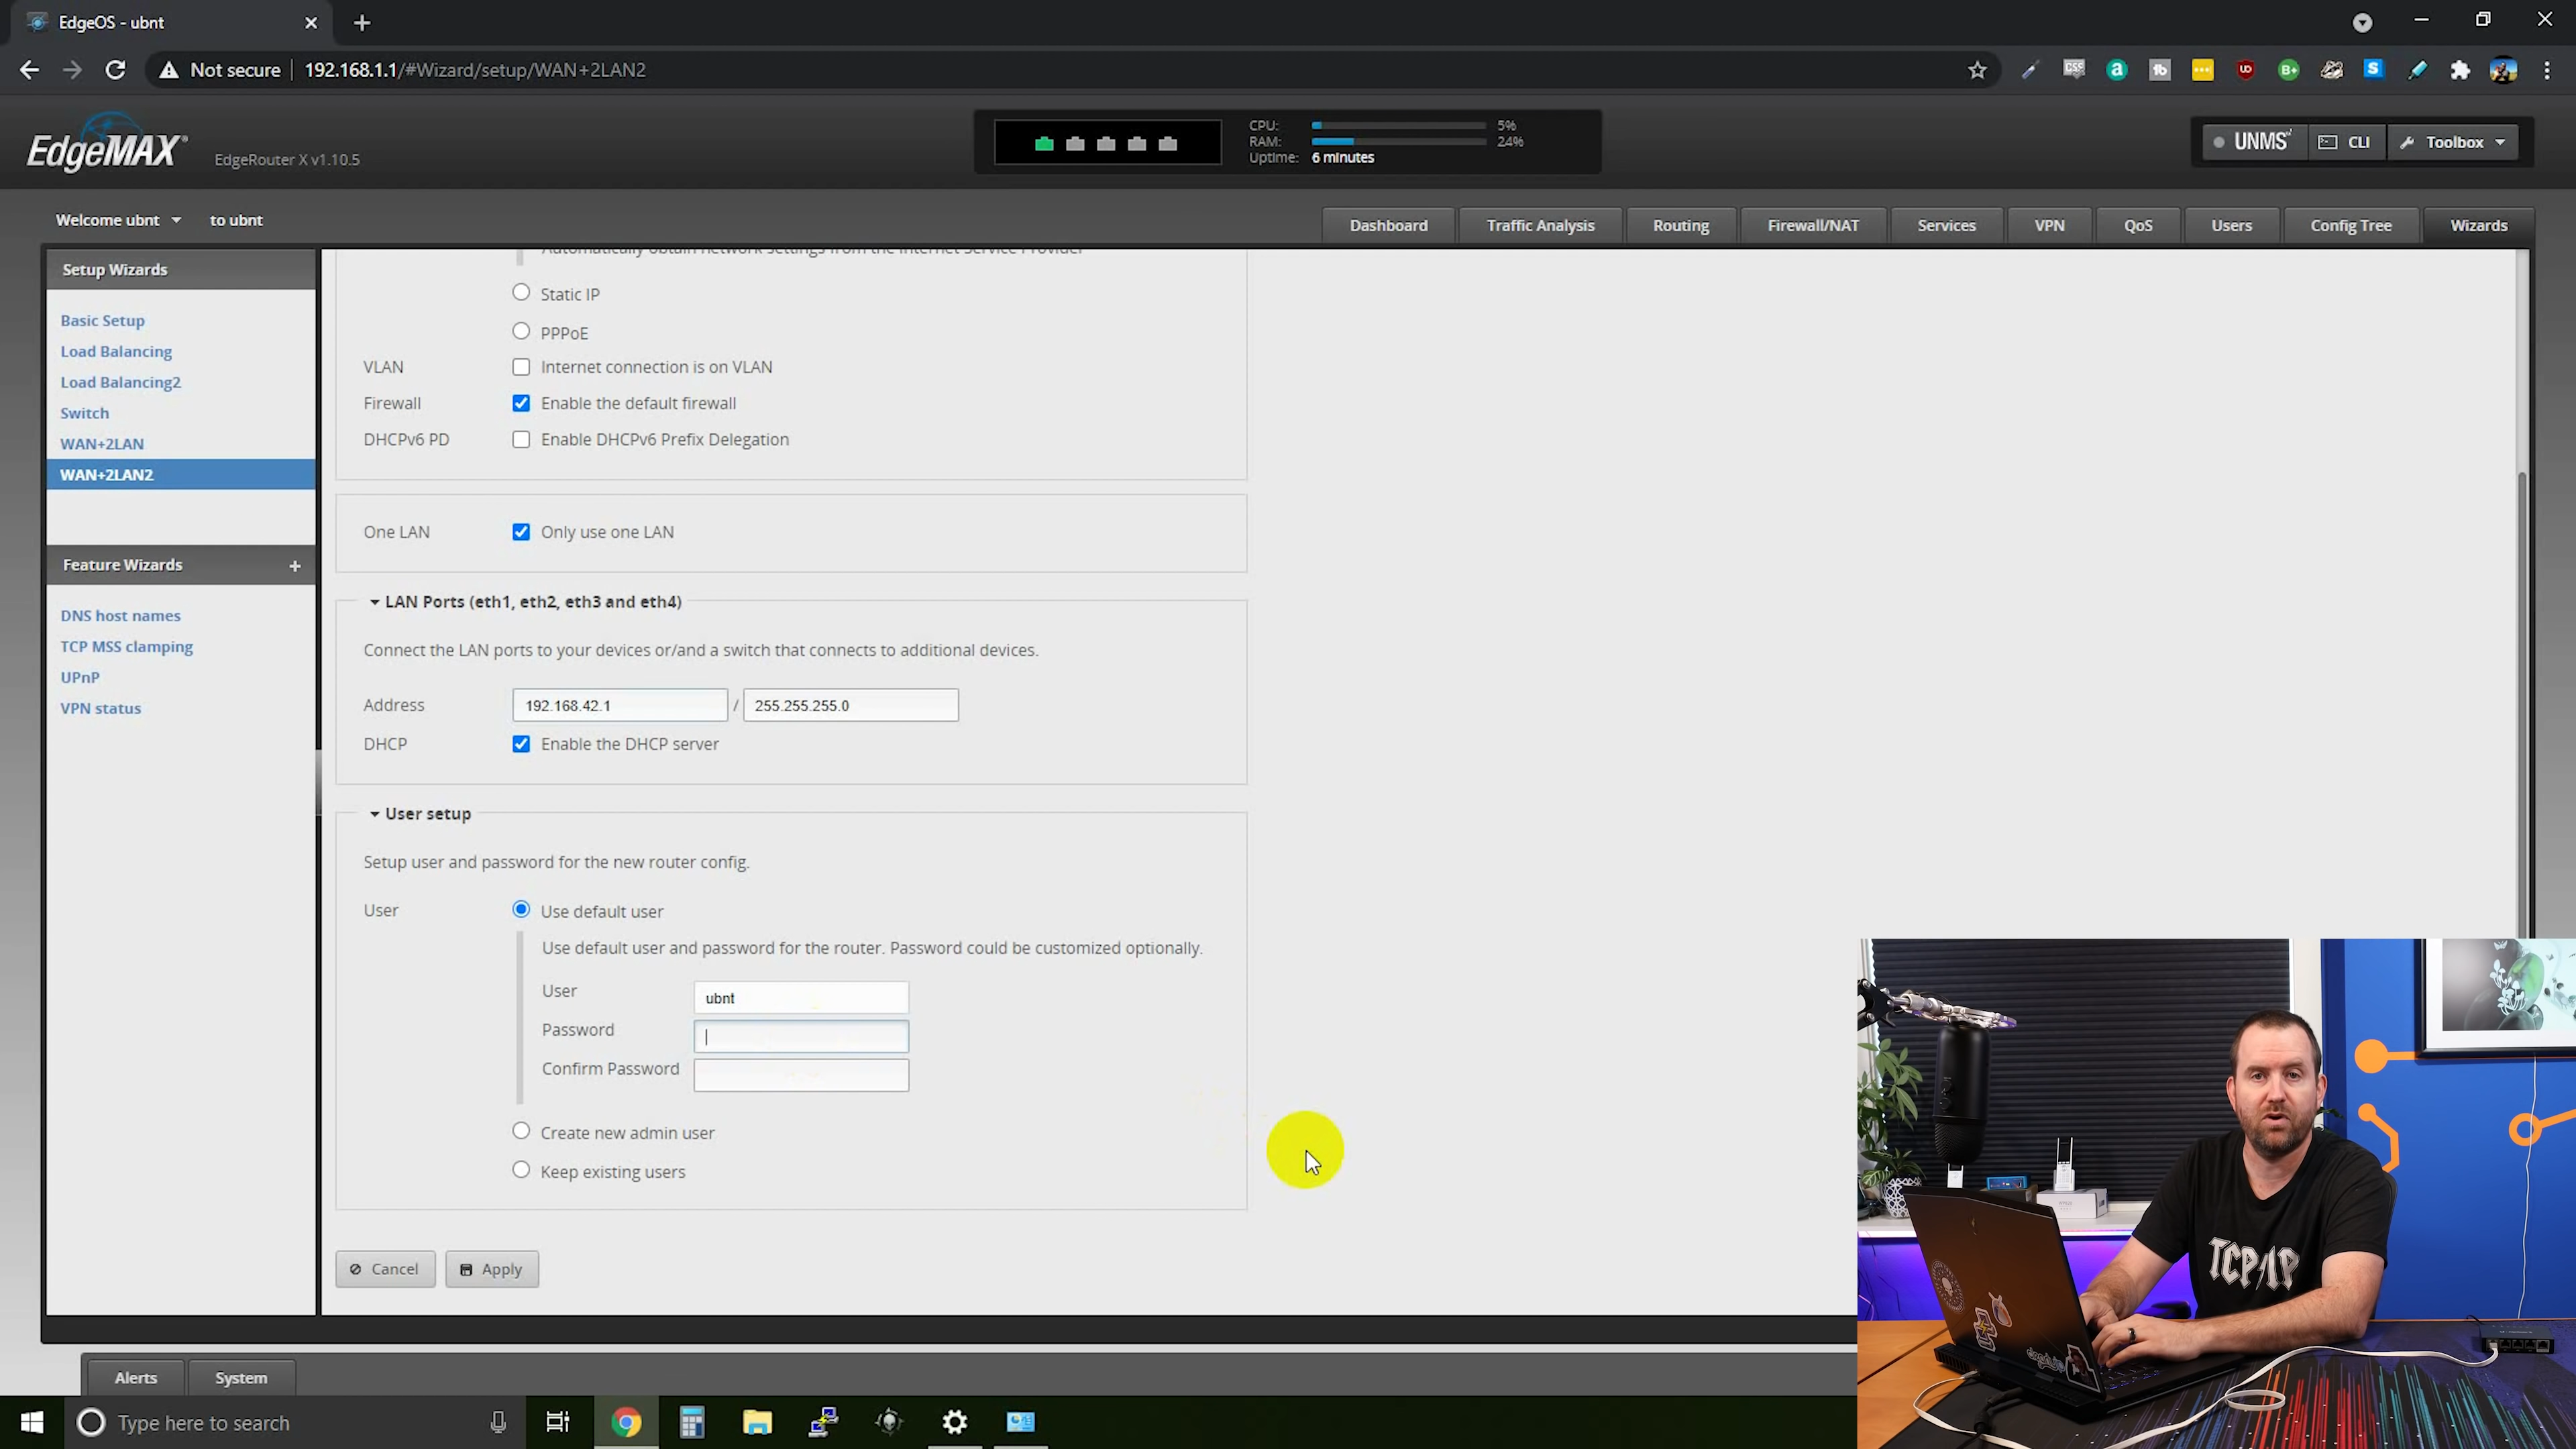 EdgeOS - ubnt
Not secure 192.168.1.1/#Wizard/setup/WAN+2LAN2
EdgeMAX® EdgeRouter X v1.10.5
CPU: 5%
RAM: 24%
Uptime: 6 minutes
UNMS CLI Toolbox
Welcome ubnt to ubnt
Dashboard Traffic Analysis Routing Firewall/NAT Services VPN QoS Users Config Tree Wizards
Setup Wizards
Basic Setup
Load Balancing
Load Balancing2
Switch
WAN+2LAN
WAN+2LAN2
Feature Wizards +
DNS host names
TCP MSS clamping
UPnP
VPN status
Automatically obtain network settings from the Internet Service Provider
Static IP
PPPoE
VLAN Internet connection is on VLAN
Firewall Enable the default firewall
DHCPv6 PD Enable DHCPv6 Prefix Delegation
One LAN Only use one LAN
LAN Ports (eth1, eth2, eth3 and eth4)
Connect the LAN ports to your devices or/and a switch that connects to additional devices.
Address 192.168.42.1 / 255.255.255.0
DHCP Enable the DHCP server
User setup
Setup user and password for the new router config.
User Use default user
Use default user and password for the router. Password could be customized optionally.
User ubnt
Password
Confirm Password
Create new admin user
Keep existing users
Cancel Apply
TCP/IP
Alerts System
Type here to search